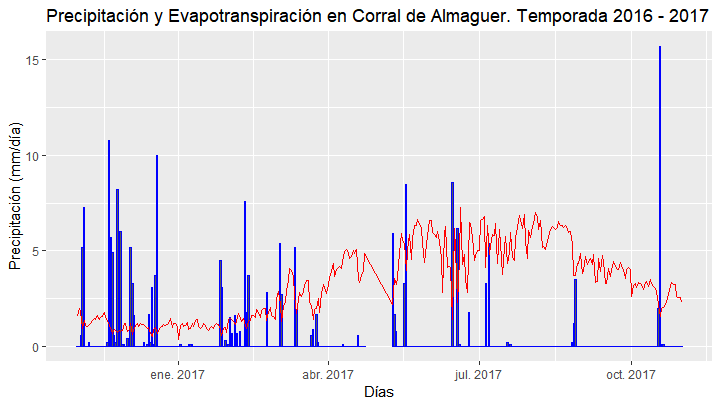 Precipitación y Evapotranspiración en Corral de Almaguer. Temporada 2016 - 2017
Precipitación (mm/día)
15
10
5
0
ene. 2017
abr. 2017
jul. 2017
oct. 2017
Días